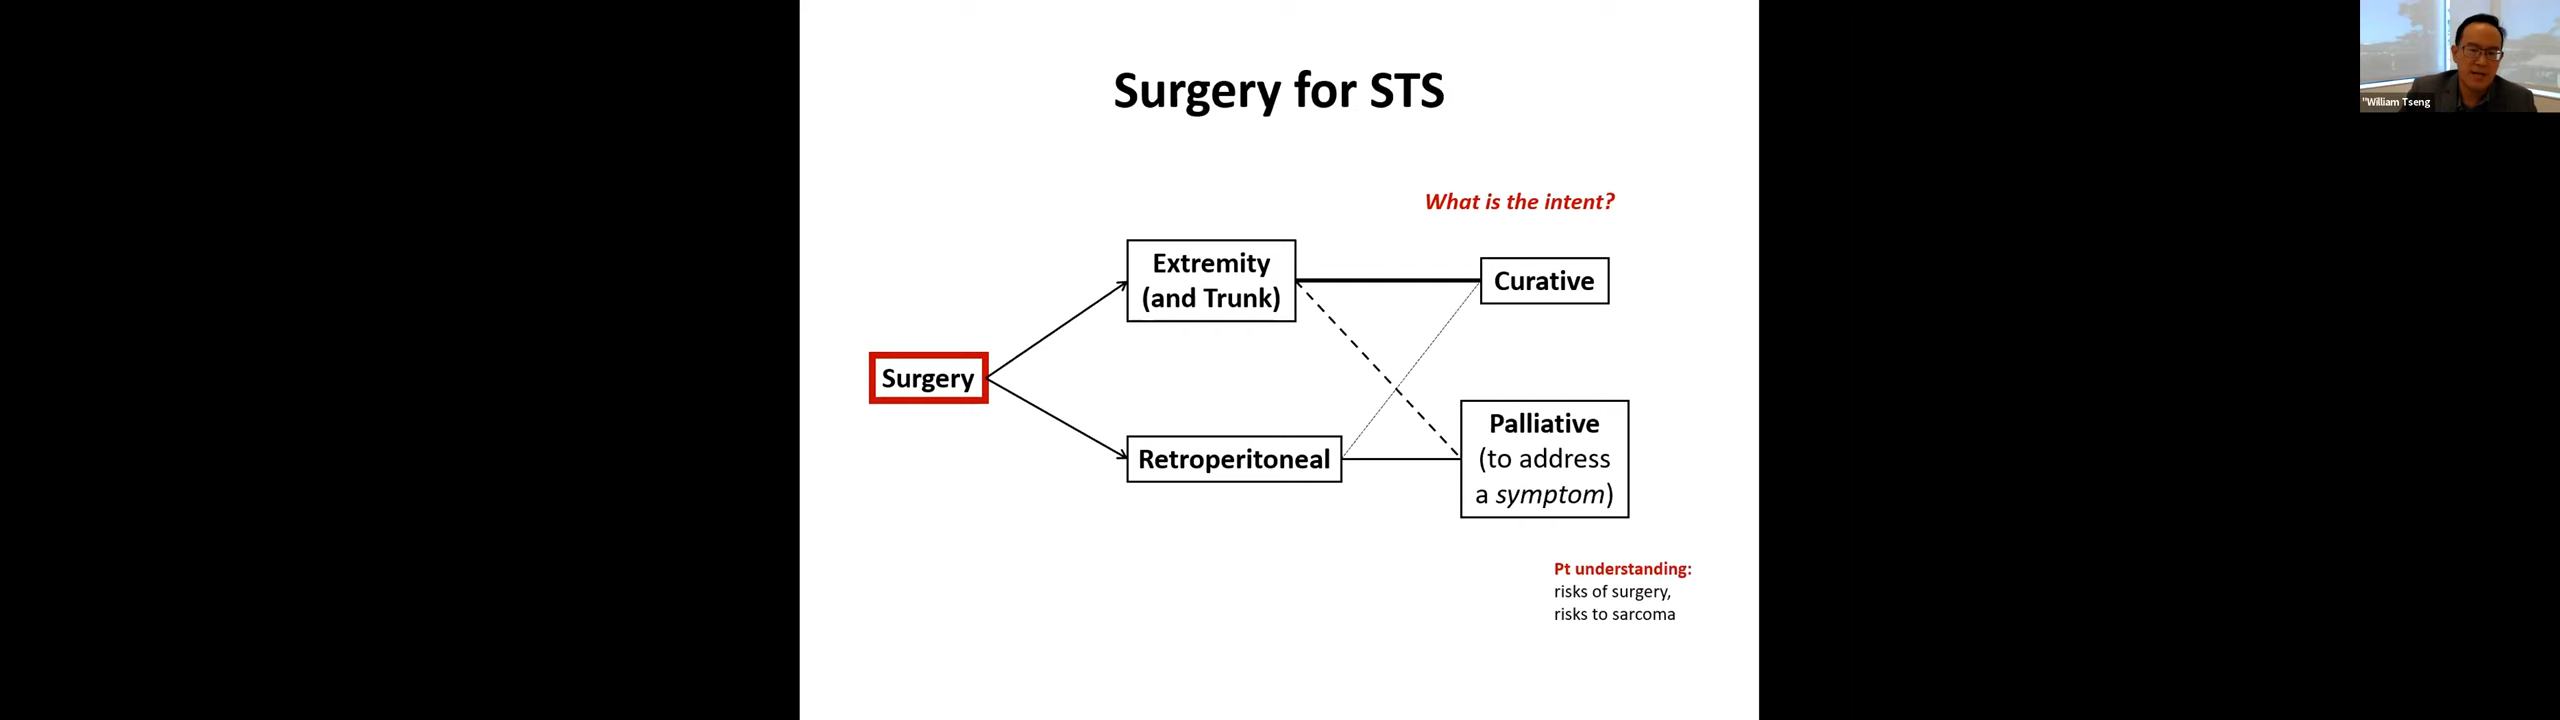 Surgery for STS
"William Tseng
What is the intent?
Extremity
(and Trunk)
Curative
Surgery
Retroperitoneal
Palliative
(to address
a symptom)
Pt understanding:
risks of surgery,
risks to sarcoma